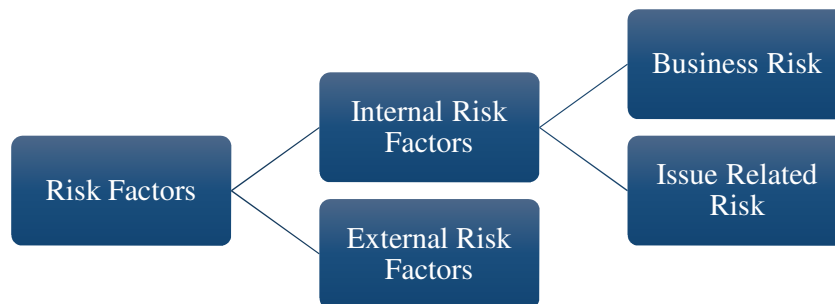 Risk Factors
Internal Risk
Factors
External Risk
Factors
Business Risk
Issue Related
Risk